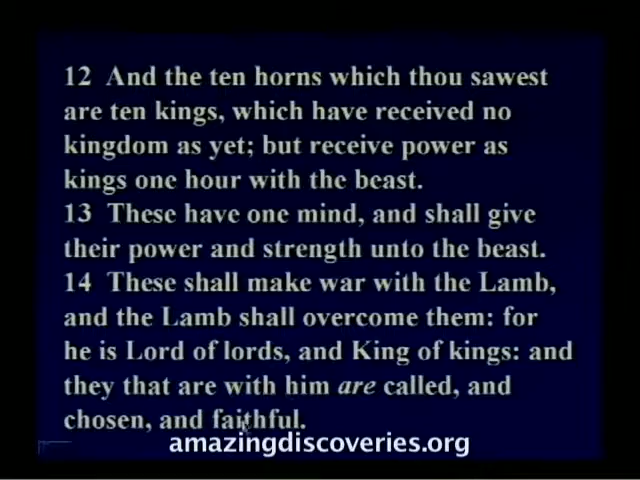 12 And the ten horns which thou sawest
are ten kings, which have received no
kingdom as yet; but receive power as
kings one hour with the beast.
13 These have one mind, and shall give
their power and strength unto the beast.
14 These shall make war with the Lamb,
and the Lamb shall overcome them: for
he is Lord of lords, and King of kings: and
they that are with him are called, and
chosen, and faithful.
amazingdiscoveries.org